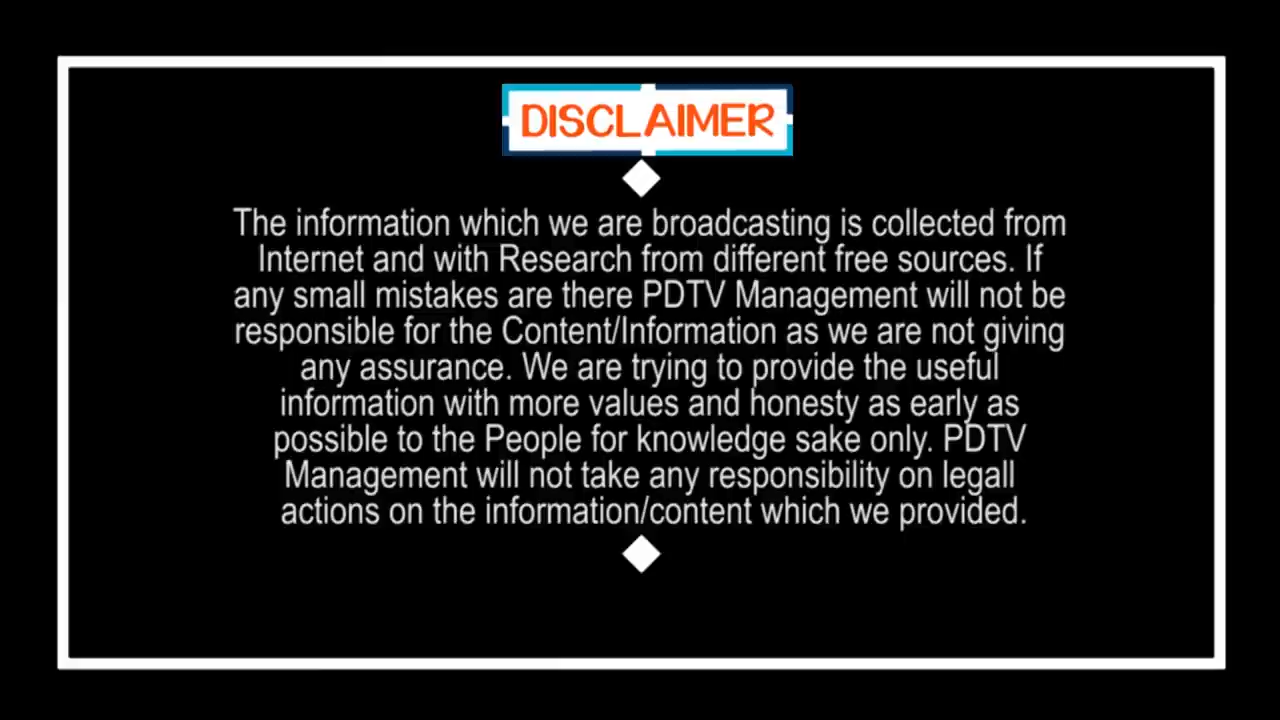 DISCLAIMER
The information which we are broadcasting is collected from
Internet and with Research from different free sources. If
any small mistakes are there PDTV Management will not be
responsible for the Content/Information as we are not giving
any assurance. We are trying to provide the useful
information with more values and honesty as early as
possible to the People for knowledge sake only. PDTV
Management will not take any responsibility on legall
actions on the information/content which we provided.